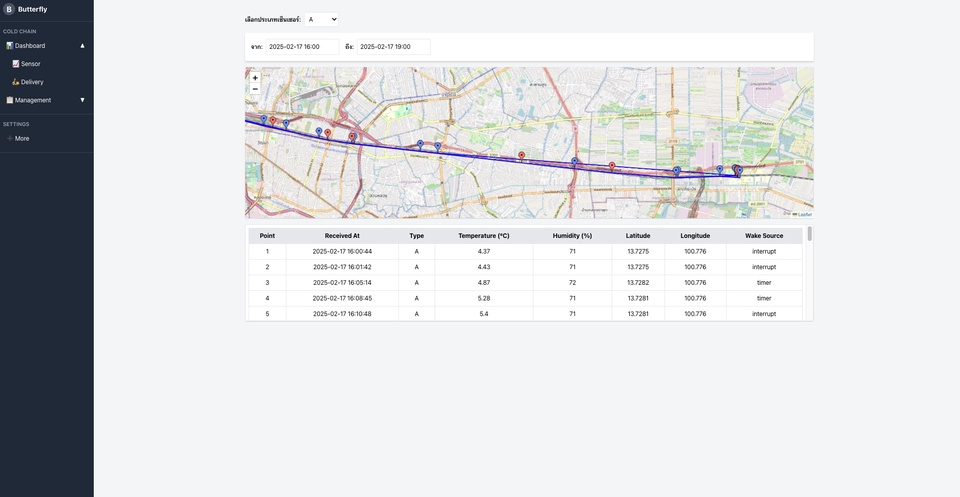 B Butterfly
COLD CHAIN
Dashboard ▲
Sensor
Delivery
Management ▼
SETTINGS
More
เลือกประเภทเซ็นเซอร์: A
จาก: 2025-02-17 16:00 ถึง: 2025-02-17 19:00
+
−
Leaflet
Point Received At Type Temperature (°C) Humidity (%) Latitude Longitude Wake Source
1 2025-02-17 16:00:44 A 4.37 71 13.7275 100.776 interrupt
2 2025-02-17 16:01:42 A 4.43 71 13.7275 100.776 interrupt
3 2025-02-17 16:05:14 A 4.87 72 13.7282 100.776 timer
4 2025-02-17 16:08:45 A 5.28 71 13.7281 100.776 timer
5 2025-02-17 16:10:48 A 5.4 71 13.7281 100.776 interrupt